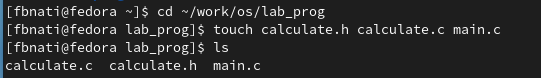 [fbnati@fedora ~]$ cd ~/work/os/lab_prog
[fbnati@fedora lab_prog]$ touch calculate.h calculate.c main.c
[fbnati@fedora lab_prog]$ ls
calculate.c  calculate.h  main.c